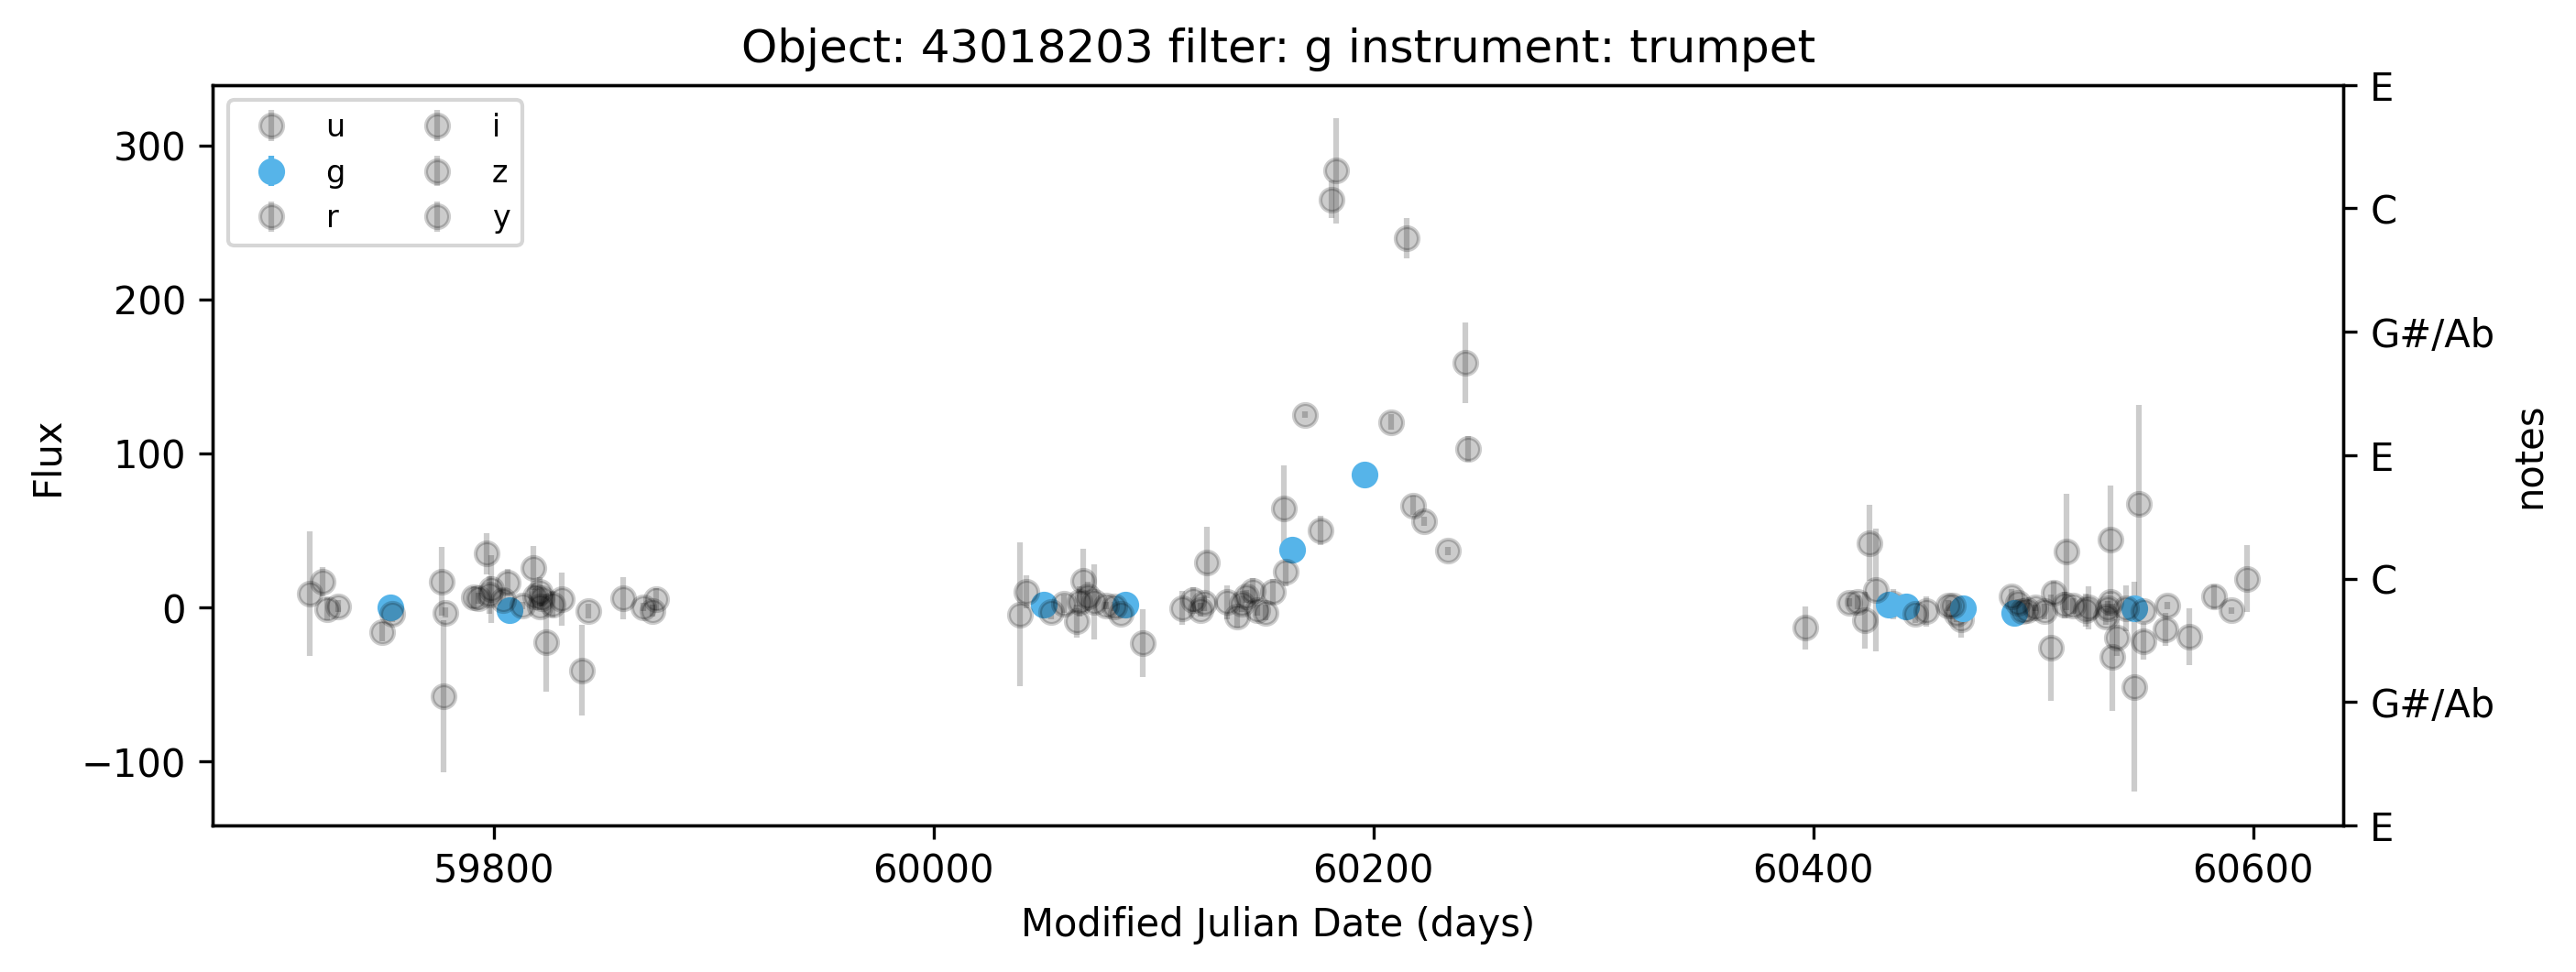 Object: 43018203 filter: g instrument: trumpet
u
g
r
i
z
y
300
200
100
0
−100
Flux
E
C
G#/Ab
E
C
G#/Ab
E
notes
59800
60000
60200
60400
60600
Modified Julian Date (days)